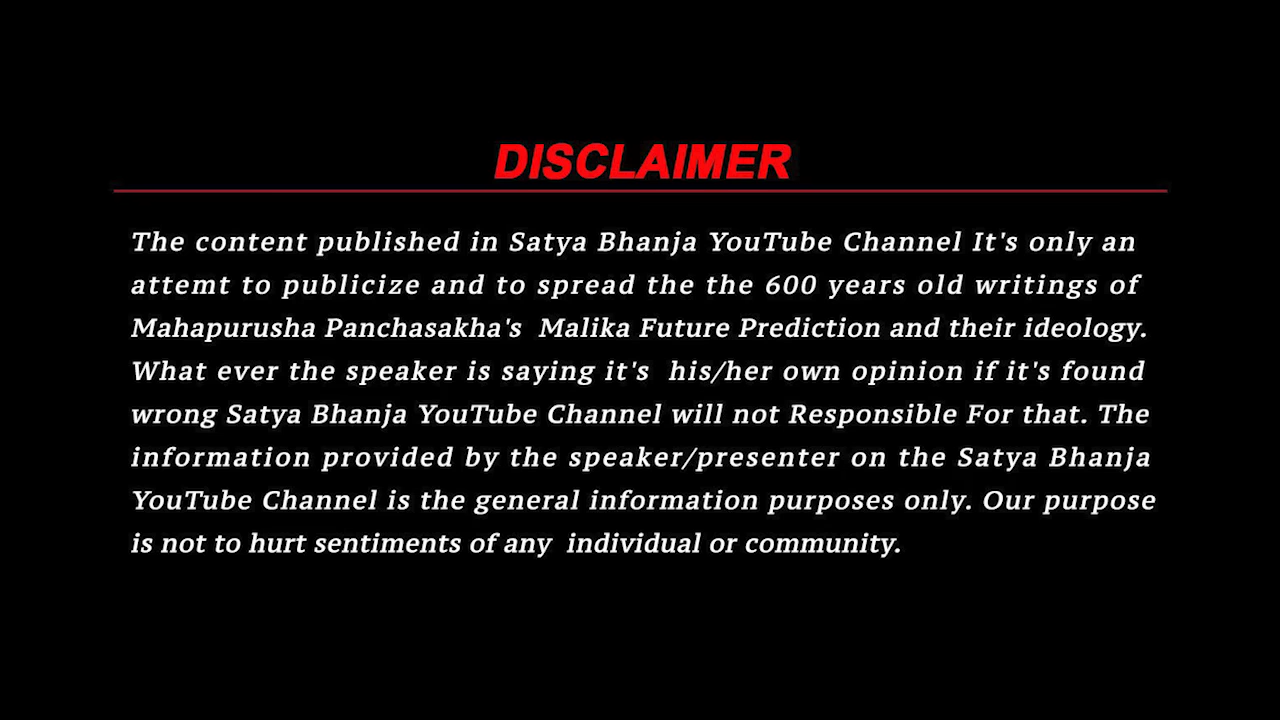 DISCLAIMER
The content published in Satya Bhanja YouTube Channel It's only an
attemt to publicize and to spread the the 600 years old writings of
Mahapurusha Panchasakha's Malika Future Prediction and their ideology.
What ever the speaker is saying it's his/her own opinion if it's found
wrong Satya Bhanja YouTube Channel will not Responsible For that. The
information provided by the speaker/presenter on the Satya Bhanja
YouTube Channel is the general information purposes only. Our purpose
is not to hurt sentiments of any individual or community.